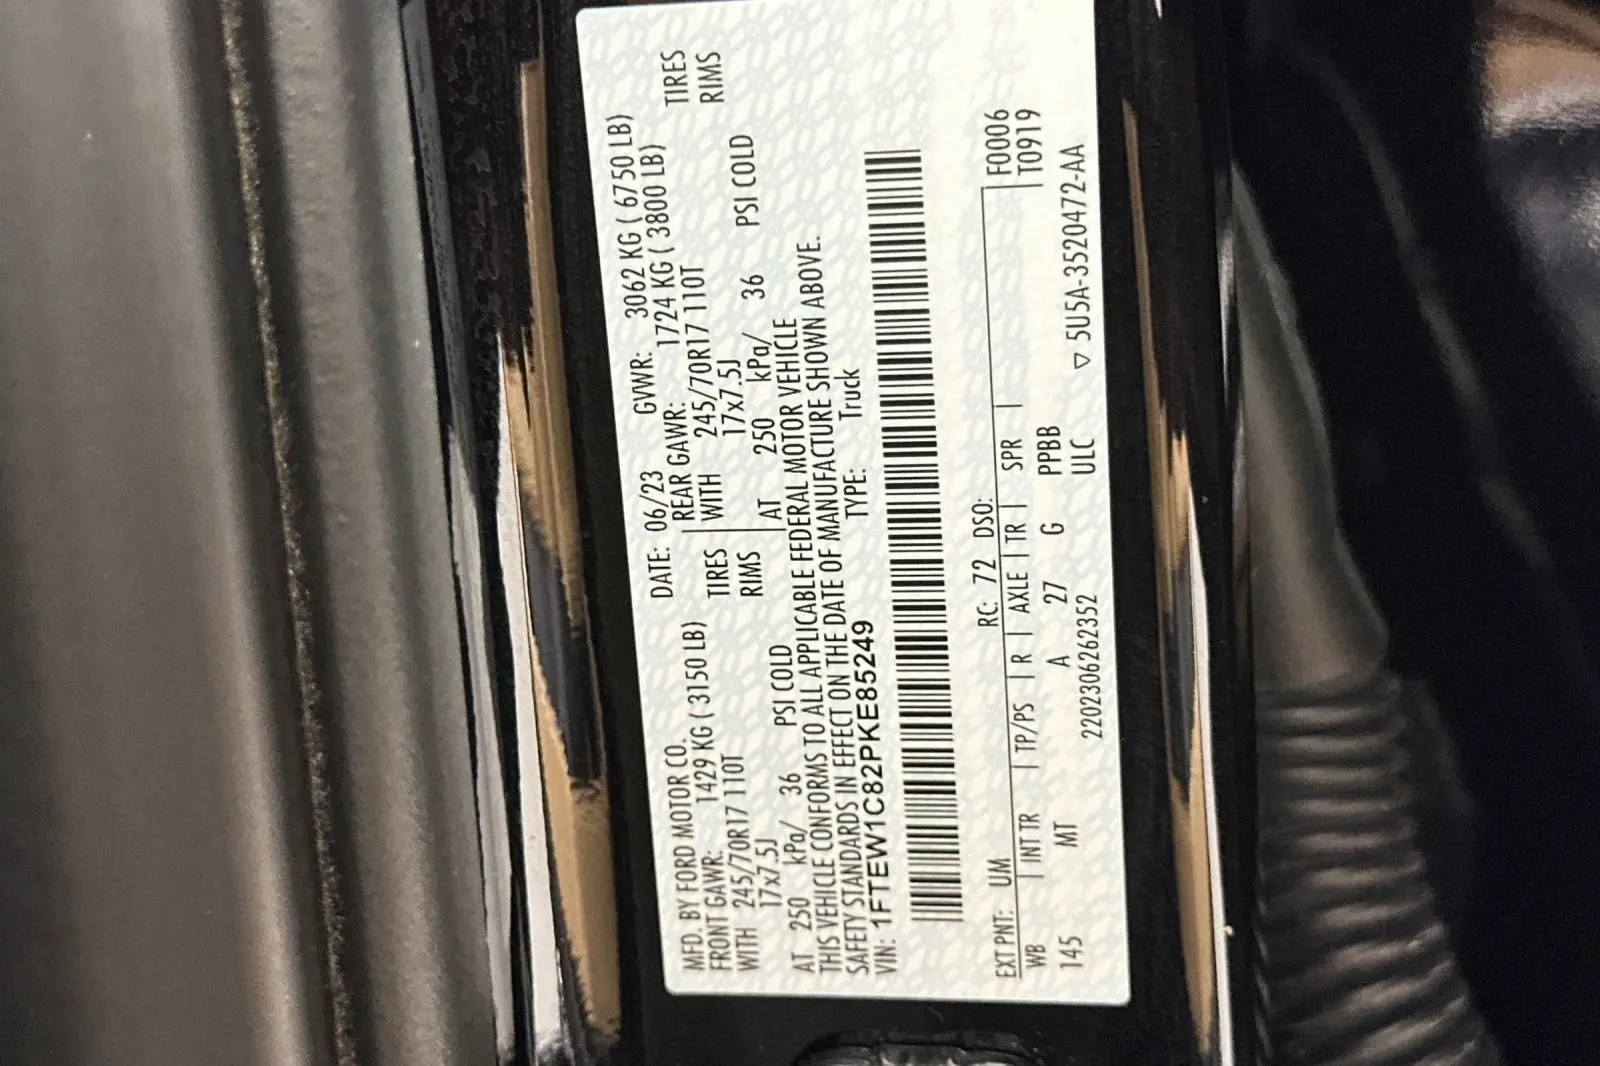 MFD. BY FORD MOTOR CO. DATE: 06/23 GVWR: 3062 KG ( 6750 LB)
FRONT GAWR: 1429 KG ( 3150 LB) REAR GAWR: 1724 KG ( 3800 LB)
WITH 245/70R17 110T TIRES WITH 245/70R17 110T TIRES
17x7.5J RIMS 17x7.5J RIMS
AT 250 kPa/ 36 PSI COLD AT 250 kPa/ 36 PSI COLD
THIS VEHICLE CONFORMS TO ALL APPLICABLE FEDERAL MOTOR VEHICLE
SAFETY STANDARDS IN EFFECT ON THE DATE OF MANUFACTURE SHOWN ABOVE.
VIN: 1FTEW1C82PKE85249 TYPE: Truck
EXT PNT: UM RC: 72 DSO: F0006
WB | INT TR | TP/PS | R | AXLE | TR | SPR | T0919
145 MT A 27 G PPBB
2202306262352 ULC ▽ 5U5A-3520472-AA